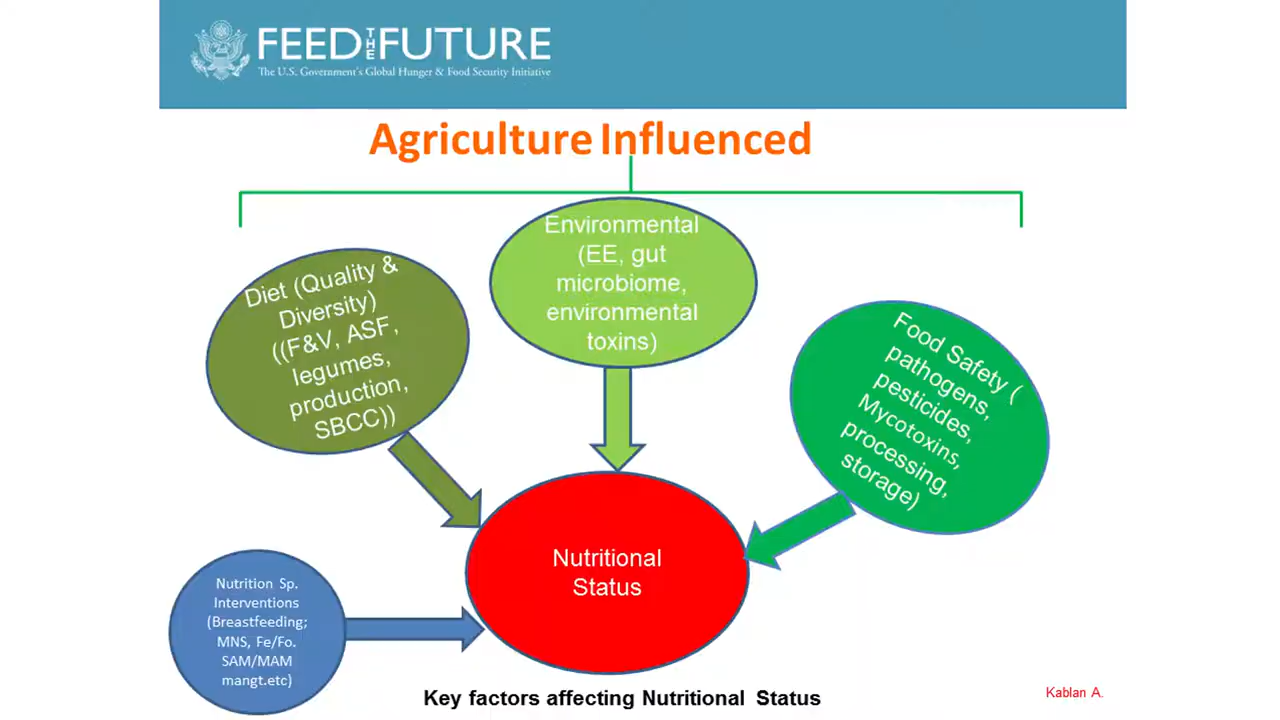 FEED THE FUTURE
The U.S. Government's Global Hunger & Food Security Initiative
Agriculture Influenced
Environmental
(EE, gut
microbiome,
environmental
toxins)
Diet (Quality &
Diversity)
((F&V, ASF,
legumes,
production,
SBCC))
Food Safety (
pathogens,
pesticides,
Mycotoxins,
processing,
storage)
Nutritional
Status
Nutrition Sp.
Interventions
(Breastfeeding;
MNS, Fe/Fo.
SAM/MAM
mangt.etc)
Key factors affecting Nutritional Status
Kablan A.